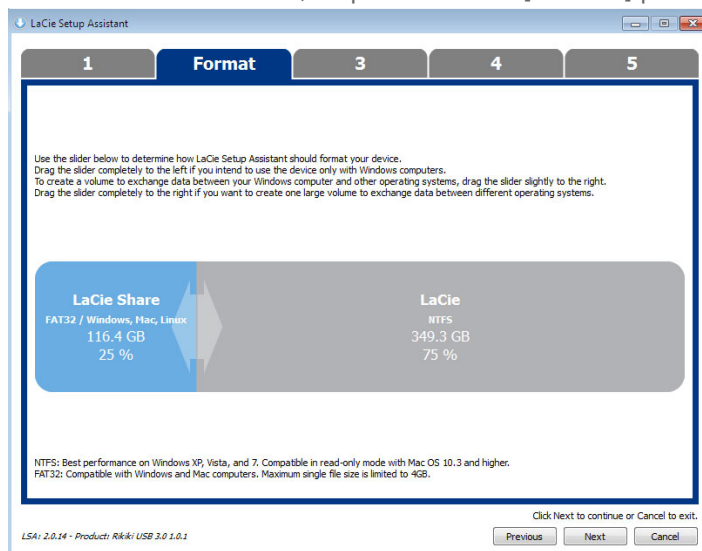 LaCie Setup Assistant
1
Format
3
4
5
Use the slider below to determine how LaCie Setup Assistant should format your device.
Drag the slider completely to the left if you intend to use the device only with Windows computers.
To create a volume to exchange data between your Windows computer and other operating systems, drag the slider slightly to the right.
Drag the slider completely to the right if you want to create one large volume to exchange data between different operating systems.
LaCie Share
FAT32 / Windows, Mac, Linux
116.4 GB
25 %
LaCie
NTFS
349.3 GB
75 %
NTFS: Best performance on Windows XP, Vista, and 7. Compatible in read-only mode with Mac OS 10.3 and higher.
FAT32: Compatible with Windows and Mac computers. Maximum single file size is limited to 4GB.
Click Next to continue or Cancel to exit.
LSA: 2.0.14 - Product: Rikiki USB 3.0 1.0.1
Previous
Next
Cancel